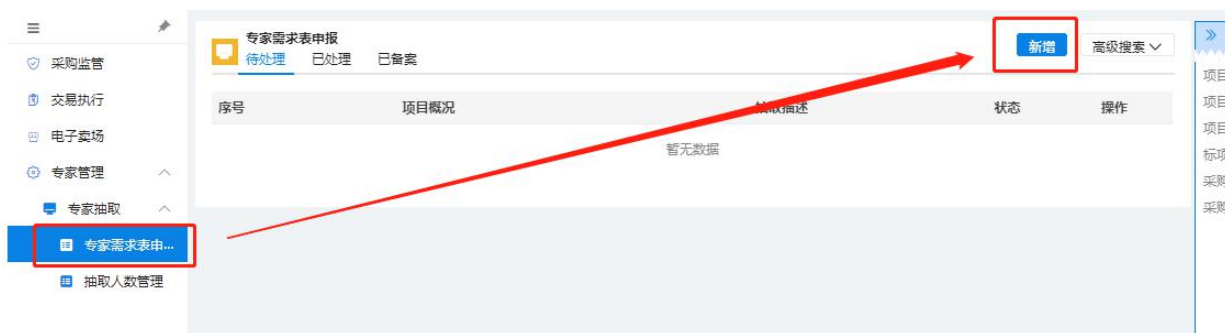 采购监管
交易执行
电子卖场
专家管理
专家抽取
专家需求表申...
抽取人数管理
专家需求表申报
待处理 已处理 已备案
新增 高级搜索
序号 项目概况 抽取描述 状态 操作
暂无数据
项目
项目
项目
标项
采购
采购